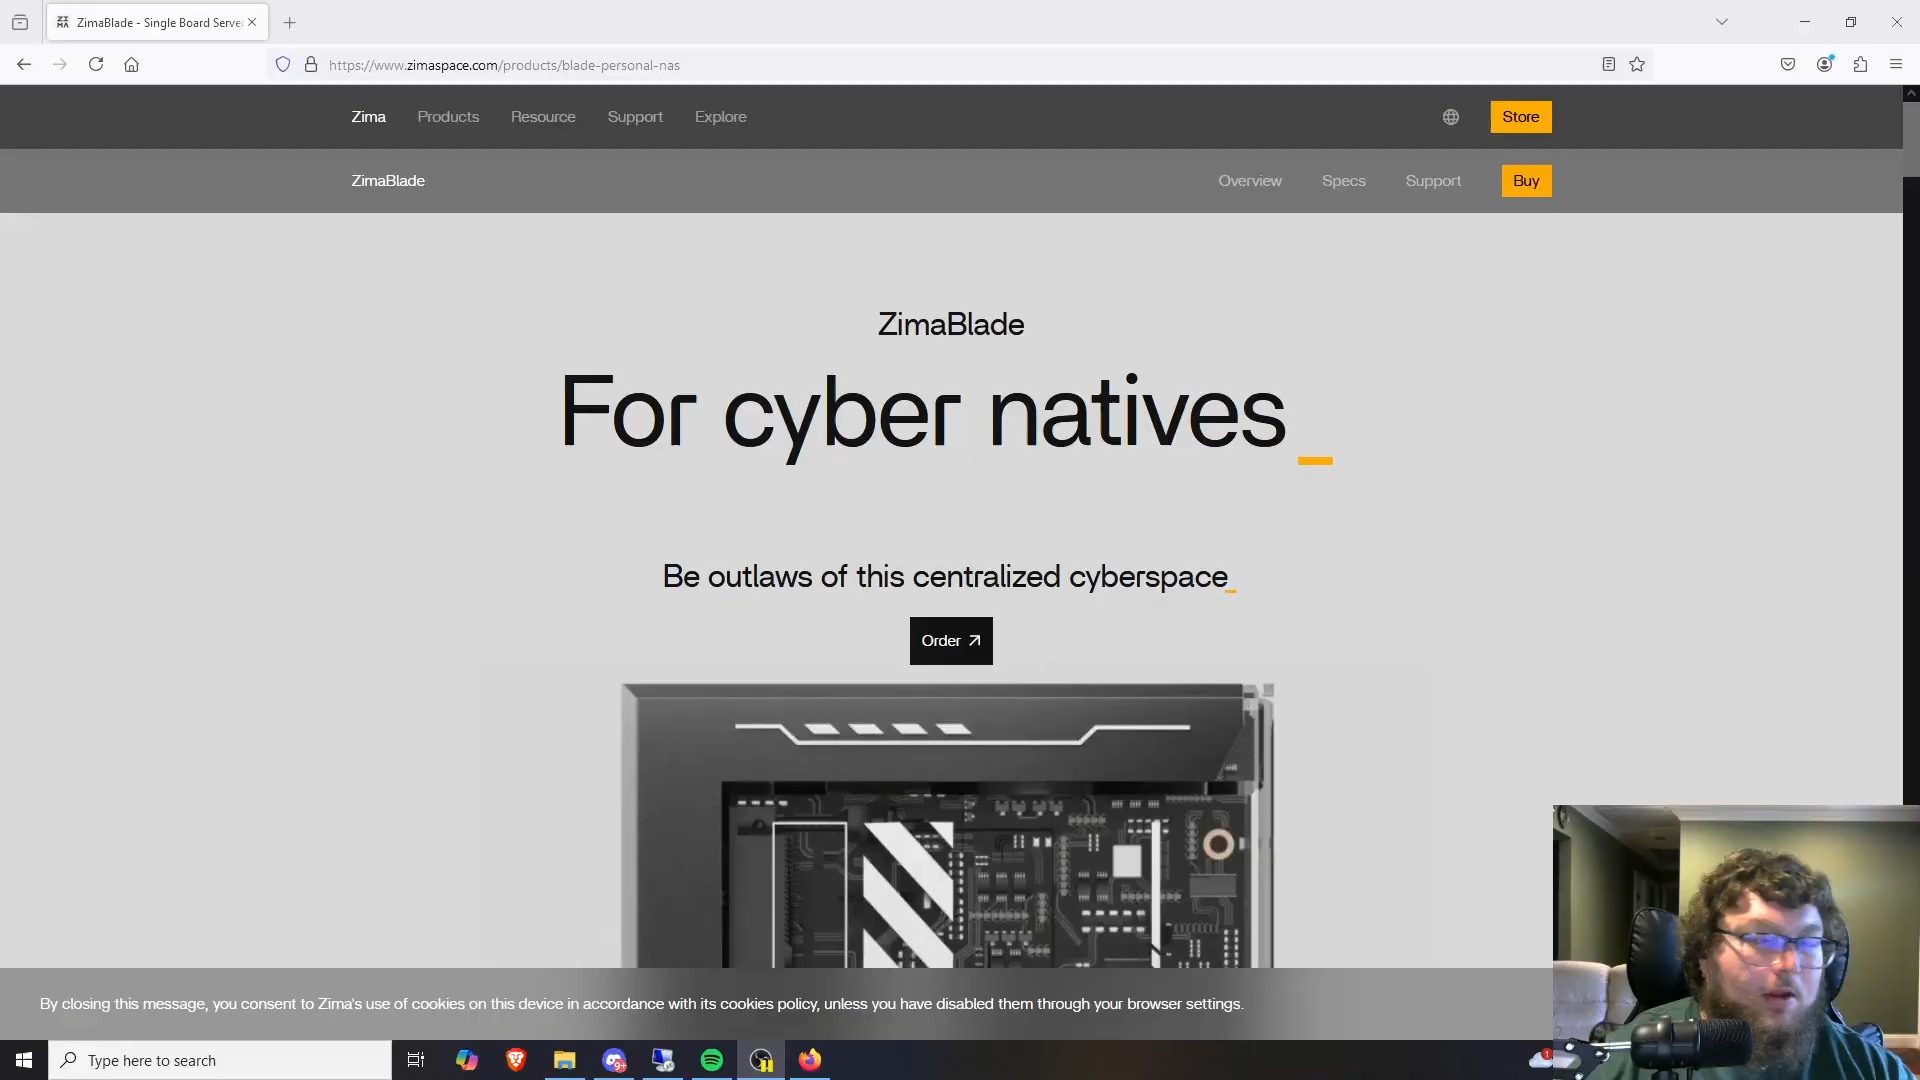 ZimaBlade - Single Board Serve
https://www.zimaspace.com/products/blade-personal-nas
Zima Products Resource Support Explore Store
ZimaBlade Overview Specs Support Buy
ZimaBlade
For cyber natives_
Be outlaws of this centralized cyberspace_
Order
By closing this message, you consent to Zima's use of cookies on this device in accordance with its cookies policy, unless you have disabled them through your browser settings.
Type here to search
9+
1